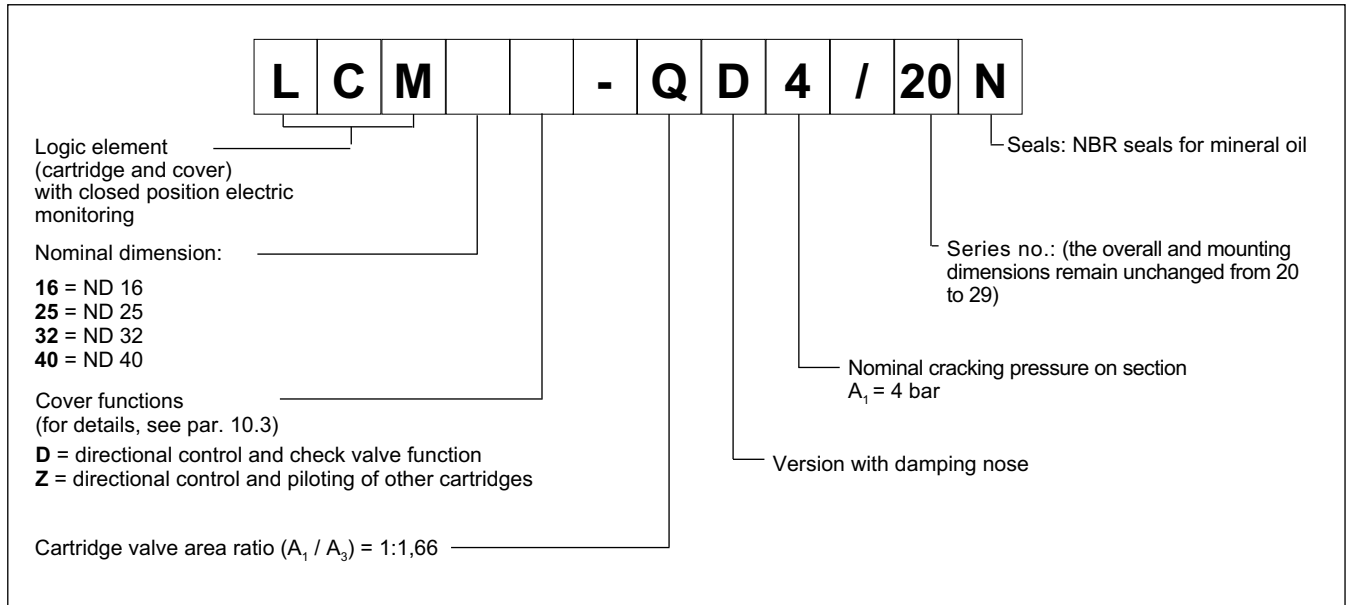 L C M - Q D 4 / 20 N
Logic element
(cartridge and cover)
with closed position electric
monitoring
Nominal dimension:
16 = ND 16
25 = ND 25
32 = ND 32
40 = ND 40
Cover functions
(for details, see par. 10.3)
D = directional control and check valve function
Z = directional control and piloting of other cartridges
Cartridge valve area ratio (A₁ / A₃) = 1:1,66
Seals: NBR seals for mineral oil
Series no.: (the overall and mounting
dimensions remain unchanged from 20
to 29)
Nominal cracking pressure on section
A₁ = 4 bar
Version with damping nose